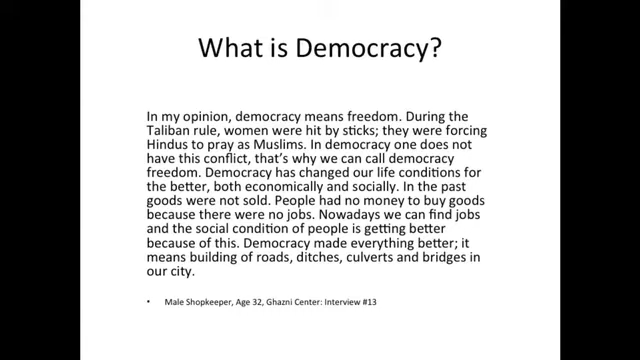 What is Democracy?
In my opinion, democracy means freedom. During the
Taliban rule, women were hit by sticks; they were forcing
Hindus to pray as Muslims. In democracy one does not
have this conflict, that's why we can call democracy
freedom. Democracy has changed our life conditions for
the better, both economically and socially. In the past
goods were not sold. People had no money to buy goods
because there were no jobs. Nowadays we can find jobs
and the social condition of people is getting better
because of this. Democracy made everything better; it
means building of roads, ditches, culverts and bridges in
our city.
• Male Shopkeeper, Age 32, Ghazni Center: Interview #13